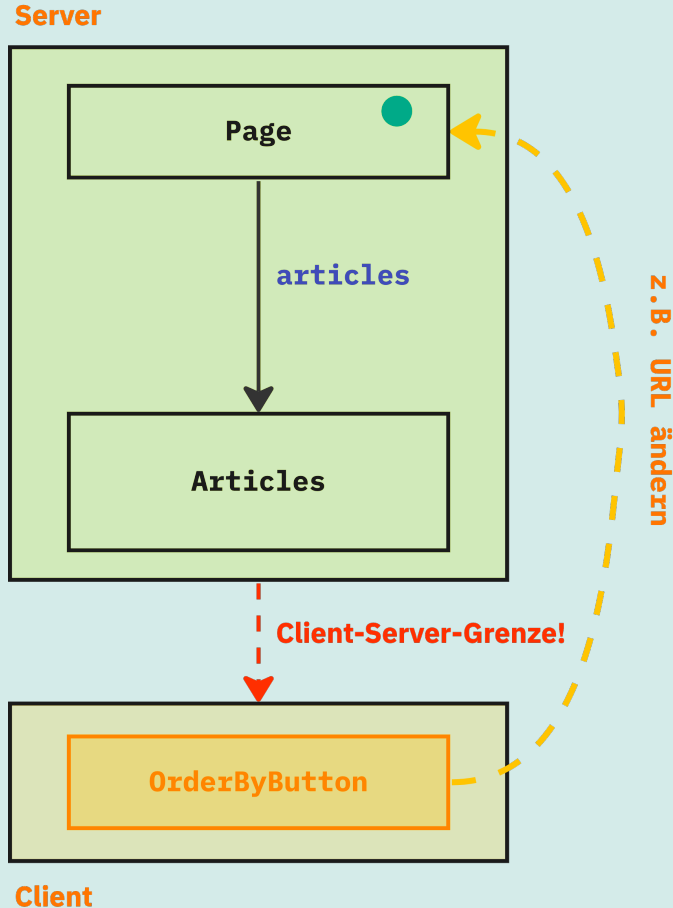 Server
Page
articles
z.B. URL ändern
Articles
Client-Server-Grenze!
OrderByButton
Client